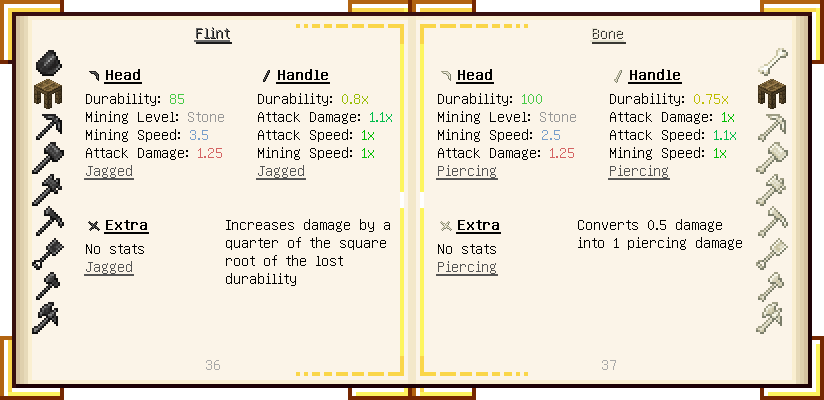 Flint
Head
Durability: 85
Mining Level: Stone
Mining Speed: 3.5
Attack Damage: 1.25
Jagged
Handle
Durability: 0.8x
Attack Damage: 1.1x
Attack Speed: 1x
Mining Speed: 1x
Jagged
Extra
No stats
Jagged
Increases damage by a
quarter of the square
root of the lost
durability
36
Bone
Head
Durability: 100
Mining Level: Stone
Mining Speed: 2.5
Attack Damage: 1.25
Piercing
Handle
Durability: 0.75x
Attack Damage: 1x
Attack Speed: 1.1x
Mining Speed: 1x
Piercing
Extra
No stats
Piercing
Converts 0.5 damage
into 1 piercing damage
37